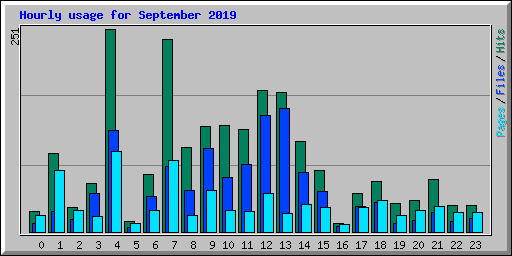 Hourly usage for September 2019
251
Pages / Files / Hits
0 1 2 3 4 5 6 7 8 9 10 11 12 13 14 15 16 17 18 19 20 21 22 23